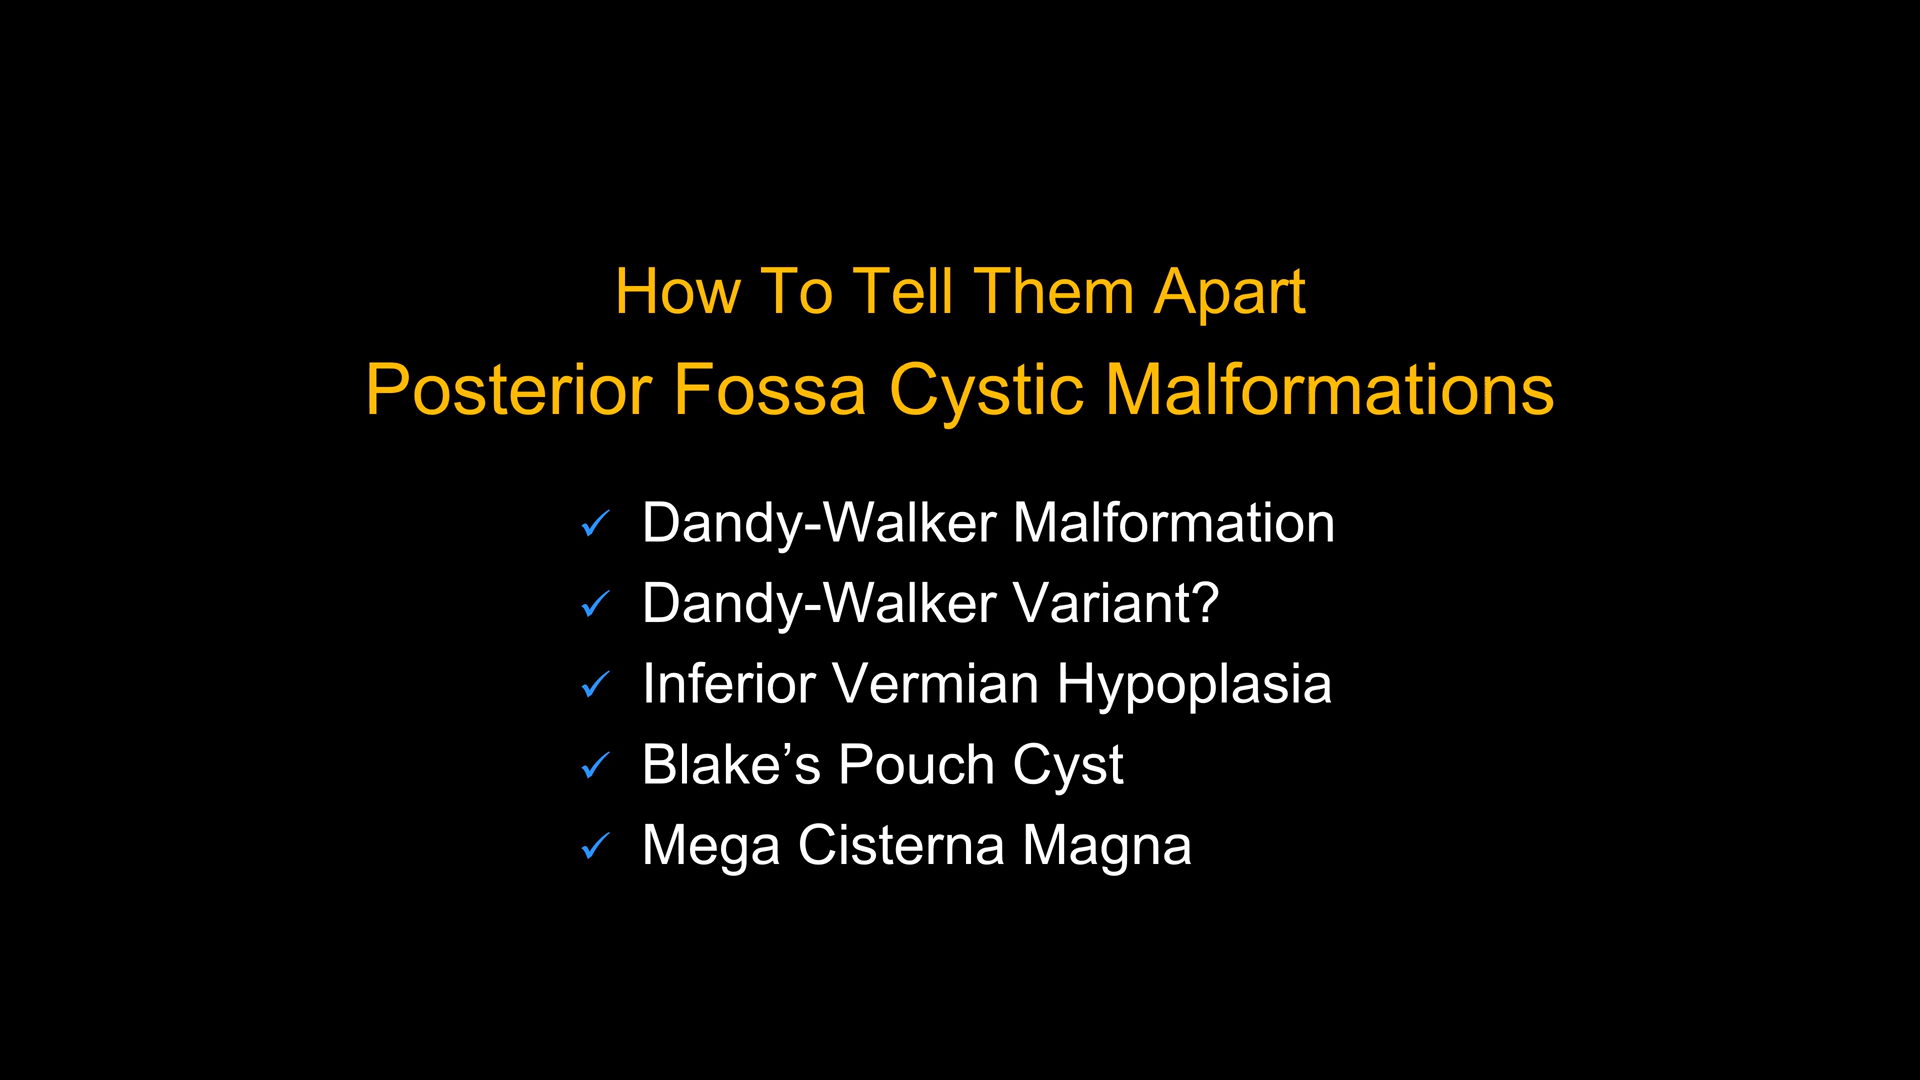 How To Tell Them Apart
Posterior Fossa Cystic Malformations
✓ Dandy-Walker Malformation
✓ Dandy-Walker Variant?
✓ Inferior Vermian Hypoplasia
✓ Blake’s Pouch Cyst
✓ Mega Cisterna Magna